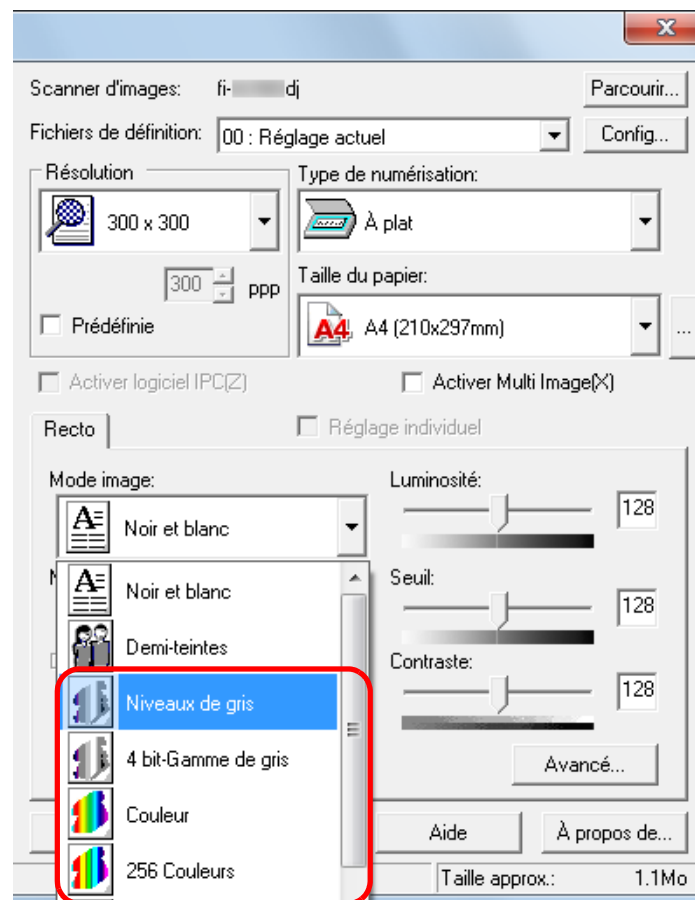 X
Scanner d'images: fi- dj Parcourir...
Fichiers de définition: 00 : Réglage actuel Config...
Résolution Type de numérisation:
300 x 300 À plat
300 ppp Taille du papier:
Prédéfinie A4 A4 (210x297mm) ...
Activer logiciel IPC(Z) Activer Multi Image(X)
Recto Réglage individuel
Mode image: Luminosité:
A Noir et blanc 128
A Noir et blanc Seuil:
128
Demi-teintes
Contraste:
Niveaux de gris 128
4 bit-Gamme de gris Avancé...
Couleur Aide À propos de...
256 Couleurs Taille approx.: 1.1Mo